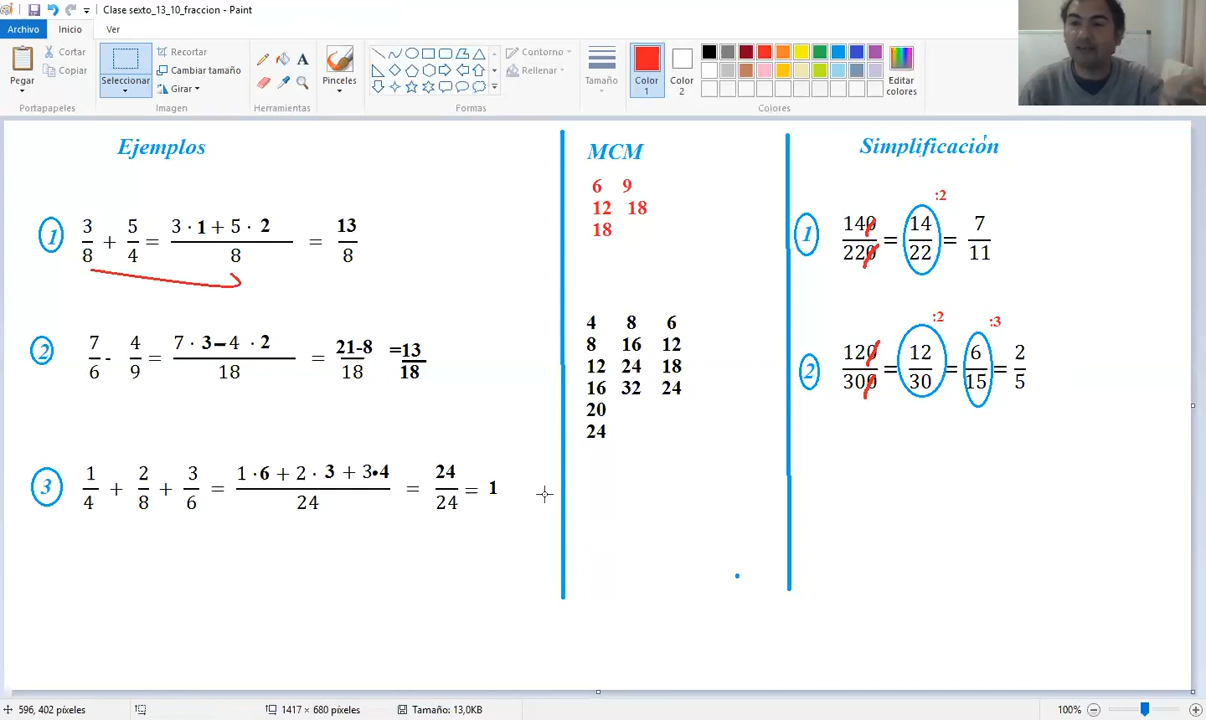 Clase sexto_13_10_fraccion - Paint
Archivo Inicio Ver
Pegar
Cortar
Copiar
Portapapeles
Seleccionar
Recortar
Cambiar tamaño
Girar
Imagen
A
Herramientas
Pinceles
Contorno
Rellenar
Formas
Tamaño
Color 1
Color 2
Editar colores
Colores
Ejemplos
1 3/8 + 5/4 = 3 · 1 + 5 · 2/8 = 13/8
2 7/6 - 4/9 = 7 · 3 – 4 · 2/18 = 21-8/18 = 13/18
3 1/4 + 2/8 + 3/6 = 1 · 6 + 2 · 3 + 3•4/24 = 24/24 = 1
MCM
6 9
12 18
18
4 8 6
8 16 12
12 24 18
16 32 24
20
24
Simplificación
:2
1 140/220 = 14/22 = 7/11
:2 :3
2 120/300 = 12/30 = 6/15 = 2/5
596, 402 píxeles
1417 × 680 píxeles
Tamaño: 13,0KB
100%